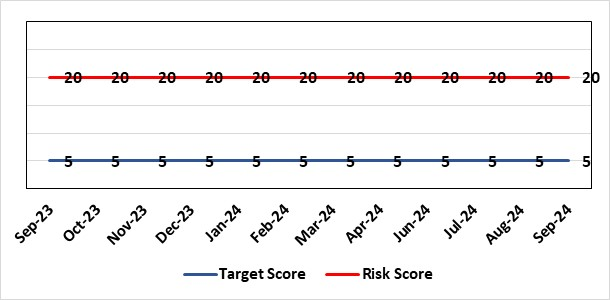 20 20 20 20 20 20 20 20 20 20 20 20
5 5 5 5 5 5 5 5 5 5 5 5
Sep-23 Oct-23 Nov-23 Dec-23 Jan-24 Feb-24 Mar-24 Apr-24 Jun-24 Jul-24 Aug-24 Sep-24
Target Score Risk Score